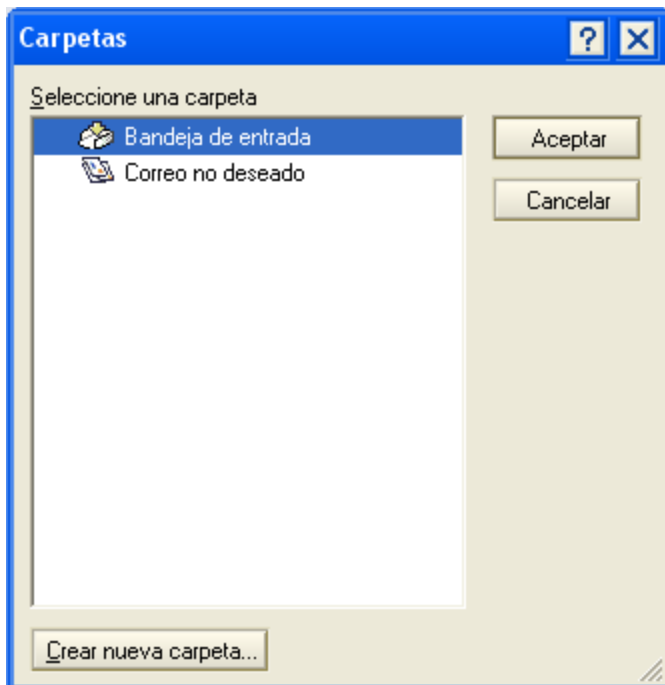 Carpetas
Seleccione una carpeta
Bandeja de entrada
Correo no deseado
Aceptar
Cancelar
Crear nueva carpeta...